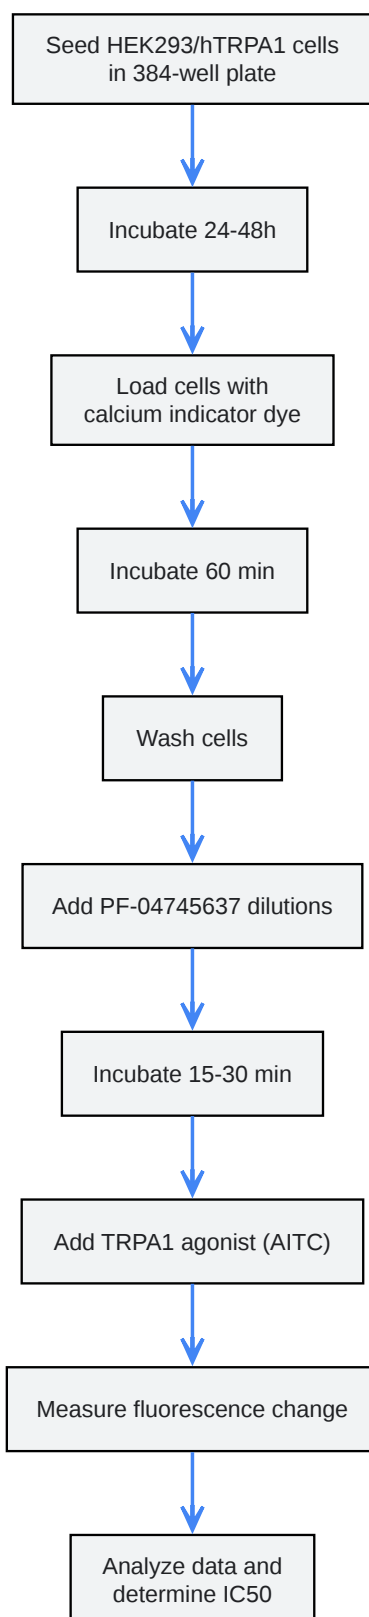 Seed HEK293/hTRPA1 cells
in 384-well plate
Incubate 24-48h
Load cells with
calcium indicator dye
Incubate 60 min
Wash cells
Add PF-04745637 dilutions
Incubate 15-30 min
Add TRPA1 agonist (AITC)
Measure fluorescence change
Analyze data and
determine IC50